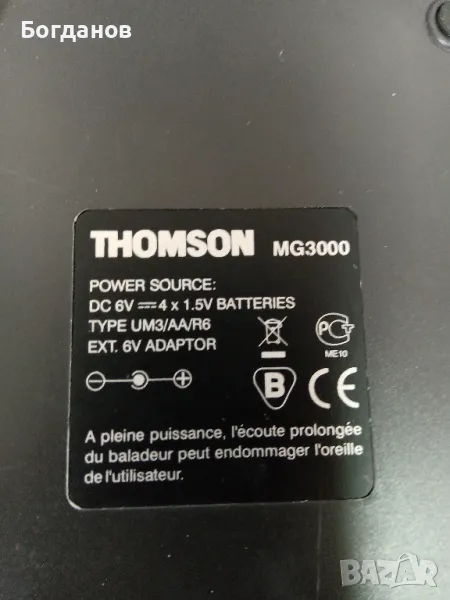 Богданов
THOMSON MG3000
POWER SOURCE:
DC 6V ⎓ 4 x 1.5V BATTERIES
TYPE UM3/AA/R6
EXT. 6V ADAPTOR
ME10
B CE
A pleine puissance, l'écoute prolongée
du baladeur peut endommager l'oreille
de l'utilisateur.
BAZAR